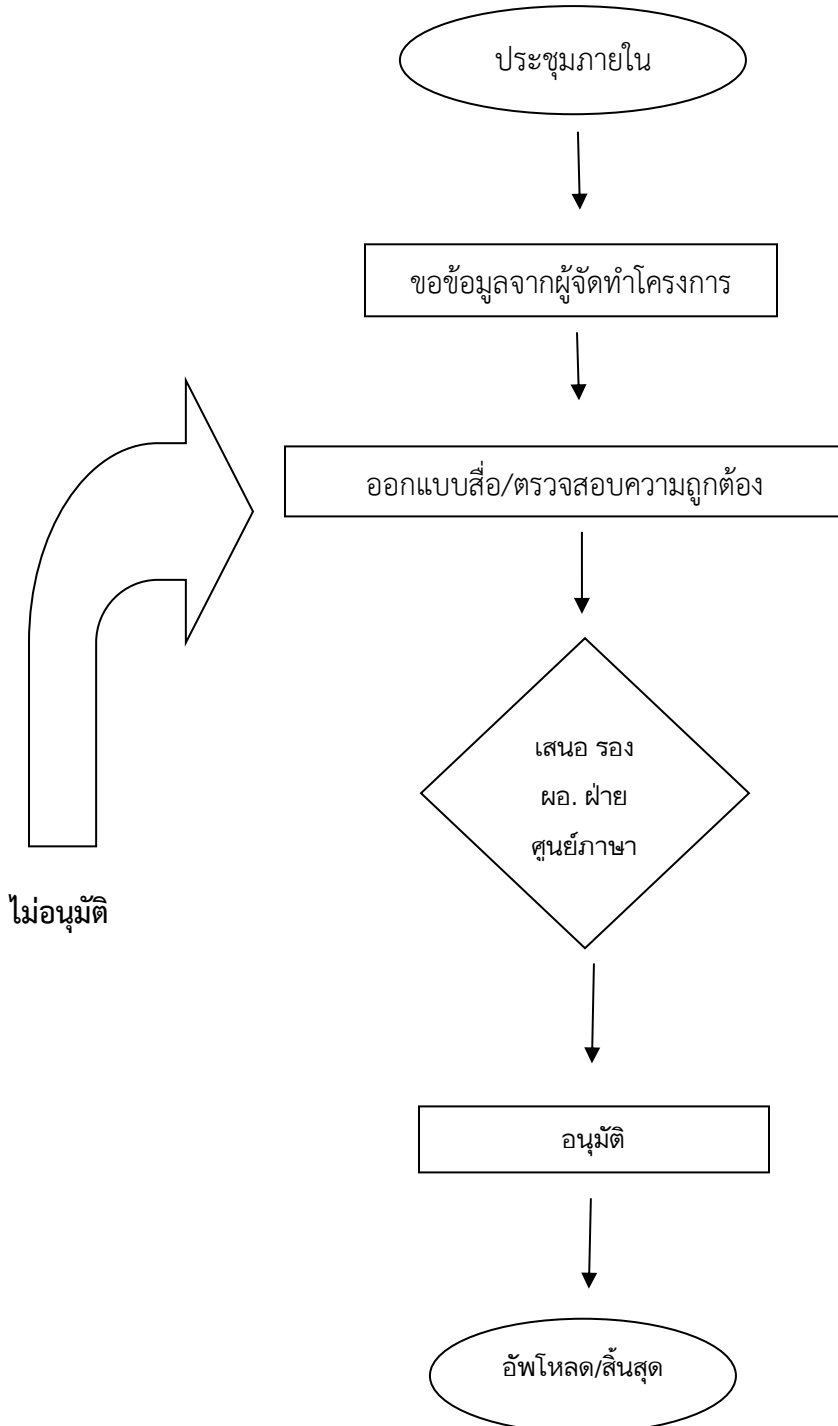 ประชุมภายใน
ขอข้อมูลจากผู้จัดทำโครงการ
ออกแบบสื่อ/ตรวจสอบความถูกต้อง
เสนอ รอง
ผอ. ฝ่าย
ศูนย์ภาษา
ไม่อนุมัติ
อนุมัติ
อัพโหลด/สิ้นสุด